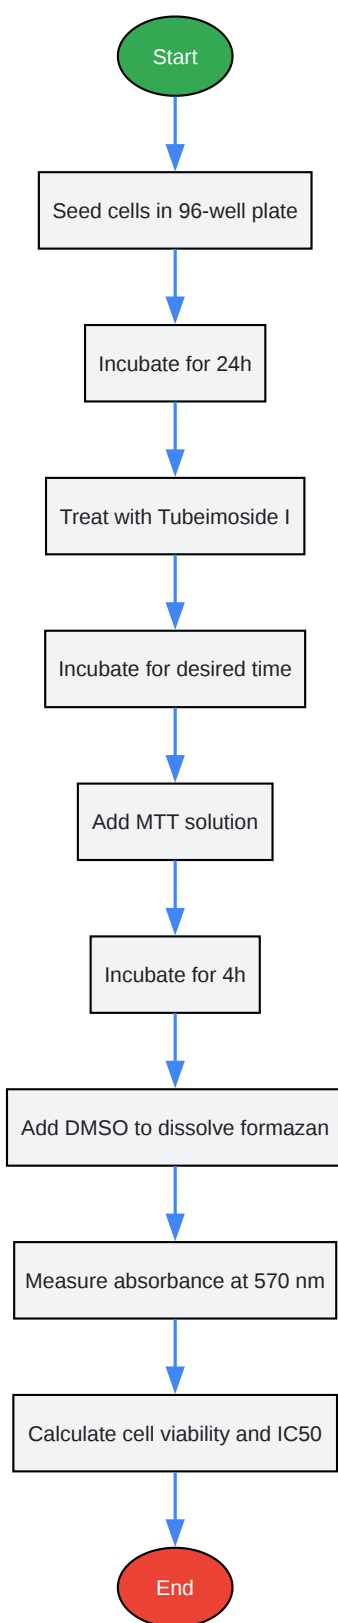 Start
Seed cells in 96-well plate
Incubate for 24h
Treat with Tubeimoside I
Incubate for desired time
Add MTT solution
Incubate for 4h
Add DMSO to dissolve formazan
Measure absorbance at 570 nm
Calculate cell viability and IC50
End